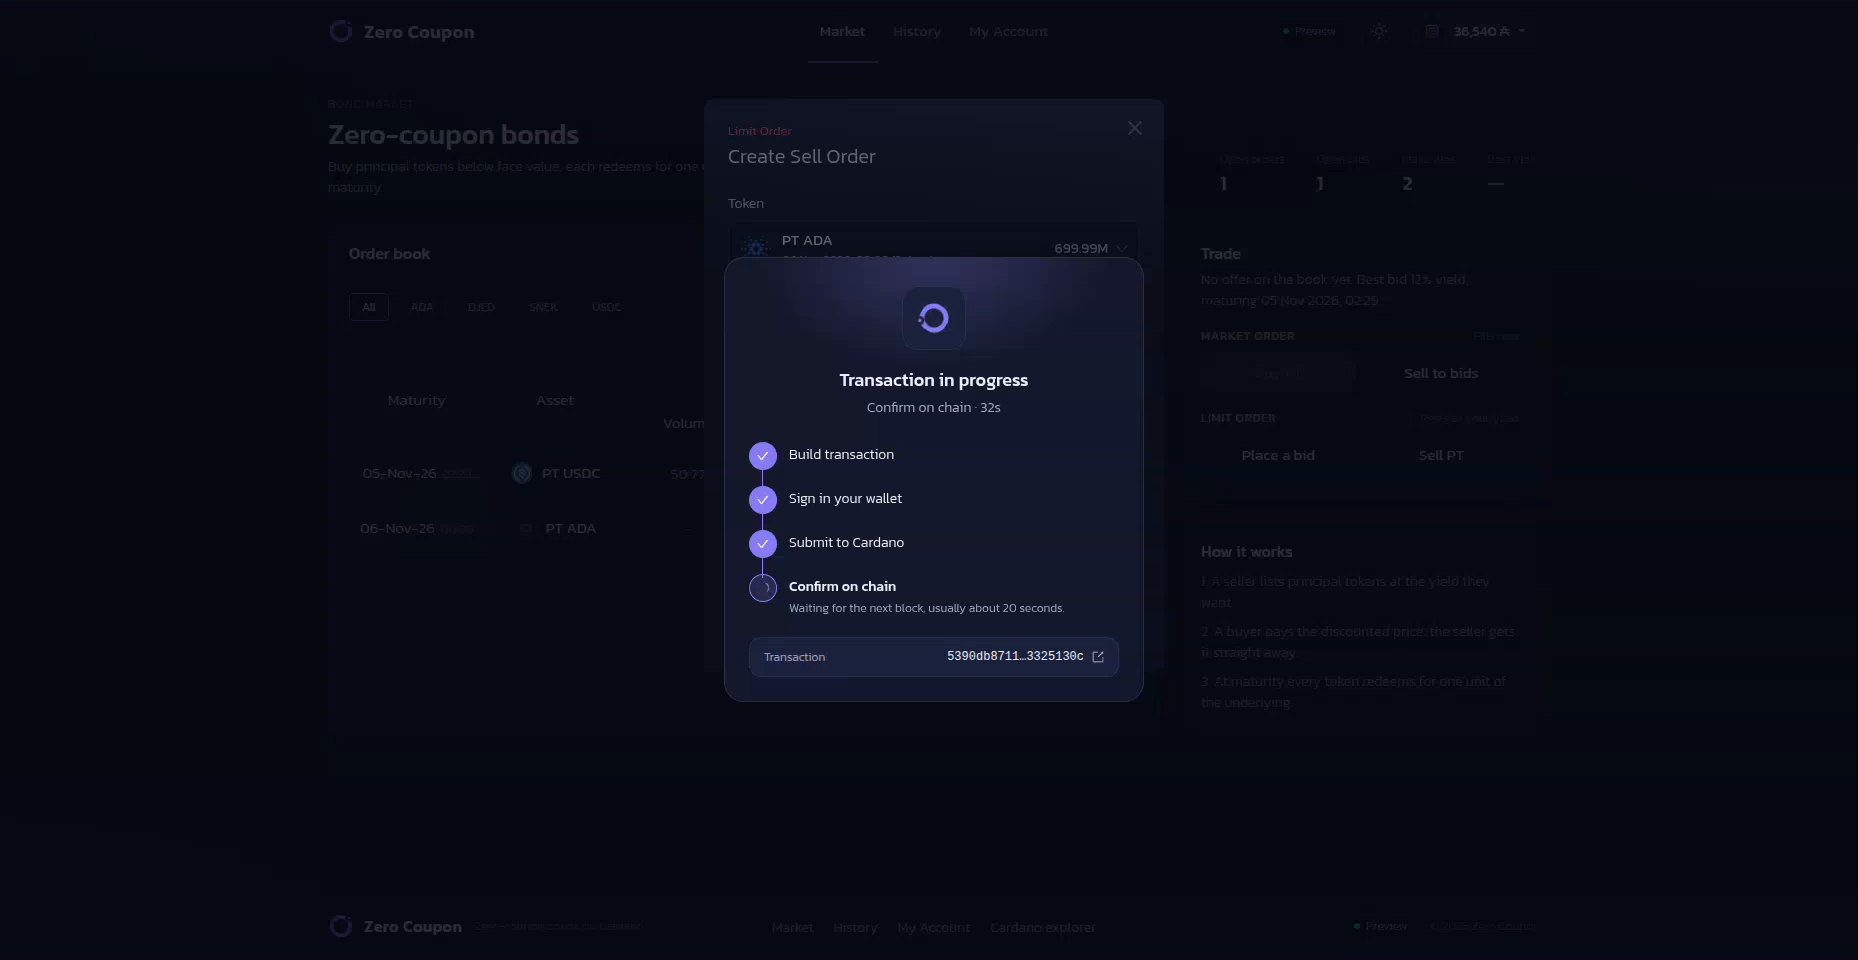 Zero Coupon
Market
History
My Account
Preview
36,540 ₳
BOND MARKET
Zero-coupon bonds
Buy principal tokens below face value, each redeems for one
maturity.
1
1
2
—
Limit Order
Create Sell Order
Token
PT ADA
699.99M
Order book
All
ADA
DJED
SNEK
USDC
Maturity
Asset
Volum
05-Nov-26
PT USDC
06-Nov-26
PT ADA
Transaction in progress
Confirm on chain · 32s
Build transaction
Sign in your wallet
Submit to Cardano
Confirm on chain
Waiting for the next block, usually about 20 seconds.
Transaction
5390db8711…3325130c
Trade
No offer on the book yet. Best bid 12% yield,
maturing 05 Nov 2026, 02:25.
MARKET ORDER
Sell to bids
LIMIT ORDER
Place a bid
Sell PT
How it works
1. A seller lists principal tokens at the yield they
want.
2. A buyer pays the discounted price; the seller gets
it straight away.
3. At maturity every token redeems for one unit of
the underlying.
Zero Coupon
Market
History
My Account
Cardano explorer
Preview